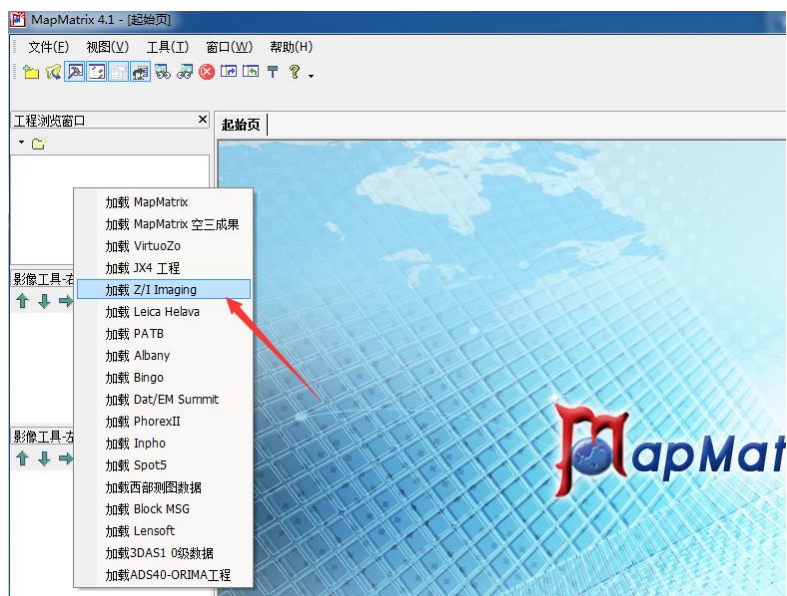 MapMatrix 4.1 - [起始页]
文件(F) 视图(V) 工具(T) 窗口(W) 帮助(H)
工程浏览窗口
起始页
加载 MapMatrix
加载 MapMatrix 空三成果
加载 VirtuoZo
加载 JX4 工程
影像工具-右
加载 Z/I Imaging
加载 Leica Helava
加载 PATB
加载 Albany
加载 Bingo
加载 Dat/EM Summit
加载 PhorexII
影像工具-左
加载 Inpho
加载 Spot5
加载西部测图数据
加载 Block MSG
加载 Lensoft
加载3DAS1 0级数据
加载ADS40-ORIMA工程
MapMat